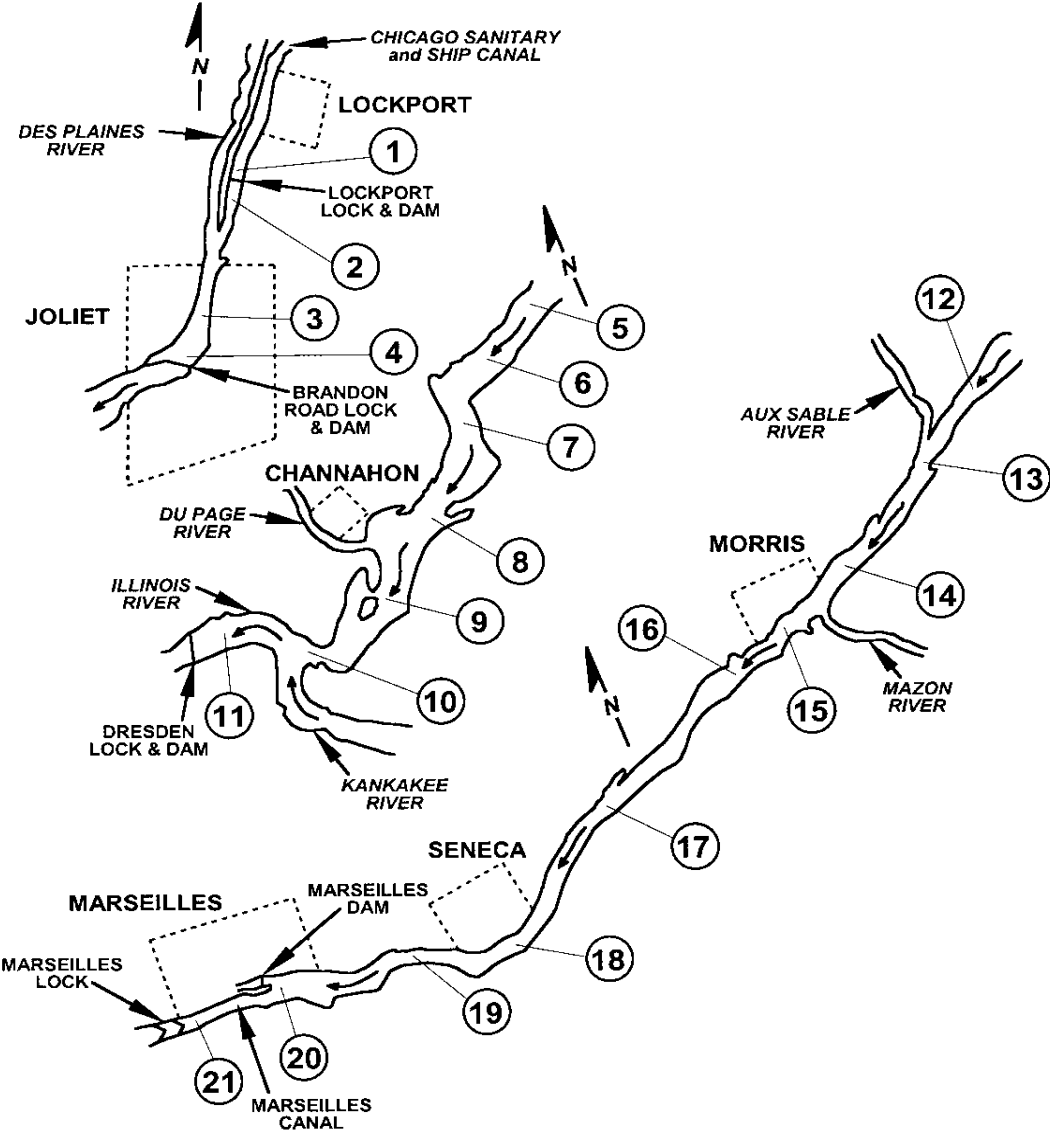 N
CHICAGO SANITARY
and SHIP CANAL
LOCKPORT
DES PLAINES
RIVER
1
LOCKPORT
LOCK & DAM
2
JOLIET
3
4
BRANDON
ROAD LOCK
& DAM
N
5
6
7
CHANNAHON
DU PAGE
RIVER
8
ILLINOIS
RIVER
9
10
11
DRESDEN
LOCK & DAM
KANKAKEE
RIVER
12
AUX SABLE
RIVER
13
MORRIS
14
16
15
MAZON
RIVER
N
17
SENECA
MARSEILLES
MARSEILLES
DAM
MARSEILLES
LOCK
18
19
20
21
MARSEILLES
CANAL